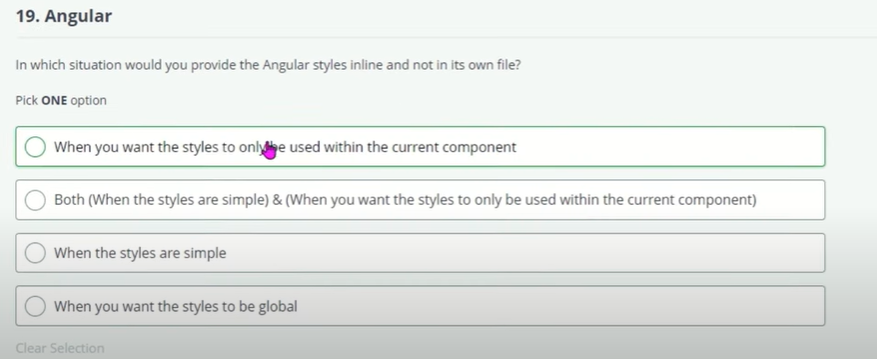 19. Angular
In which situation would you provide the Angular styles inline and not in its own file?
Pick ONE option
When you want the styles to only be used within the current component
Both (When the styles are simple) & (When you want the styles to only be used within the current component)
When the styles are simple
When you want the styles to be global
Clear Selection